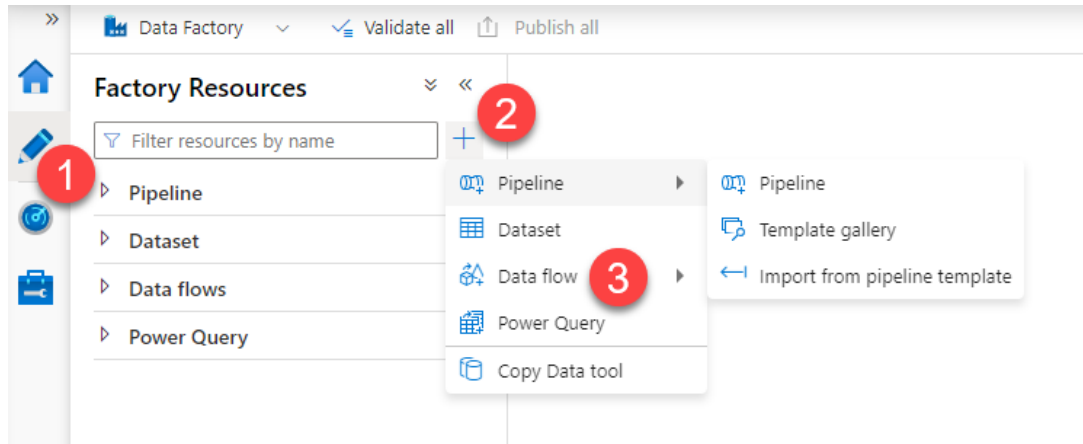 »
Data Factory
Validate all
Publish all
Factory Resources
«
2
Filter resources by name
+
1
Pipeline
Dataset
Data flows
Power Query
Pipeline
Dataset
Data flow
3
Power Query
Copy Data tool
Pipeline
Template gallery
Import from pipeline template